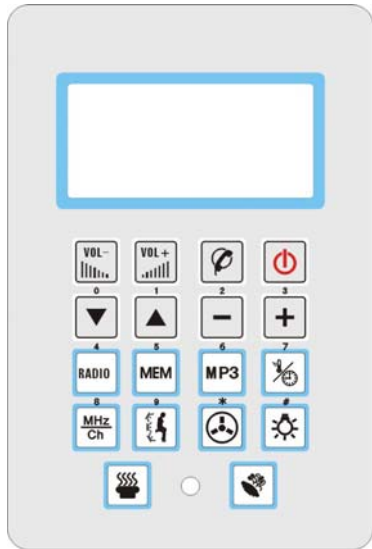 VOL- VOL+
0 1 2 3
4 5 6 7
RADIO MEM MP3
8 9 * #
MHz
Ch